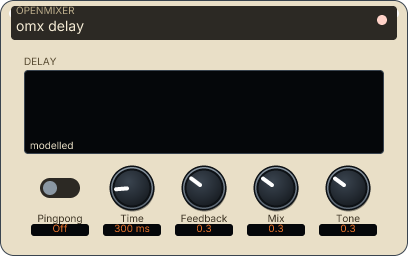 OPENMIXER
omx delay
DELAY
modelled
Pingpong Time Feedback Mix Tone
Off 300 ms 0.3 0.3 0.3